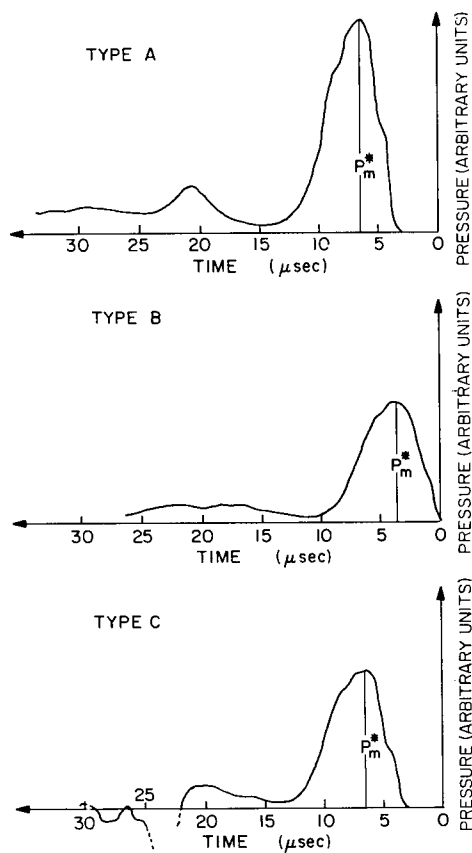 TYPE A
PRESSURE (ARBITRARY UNITS)
P*m
30 25 20 15 10 5 0
TIME (μsec)
TYPE B
PRESSURE (ARBITRARY UNITS)
P*m
30 25 20 15 10 5 0
TIME (μsec)
TYPE C
PRESSURE (ARBITRARY UNITS)
P*m
25
30 20 15 10 5 0
TIME (μsec)